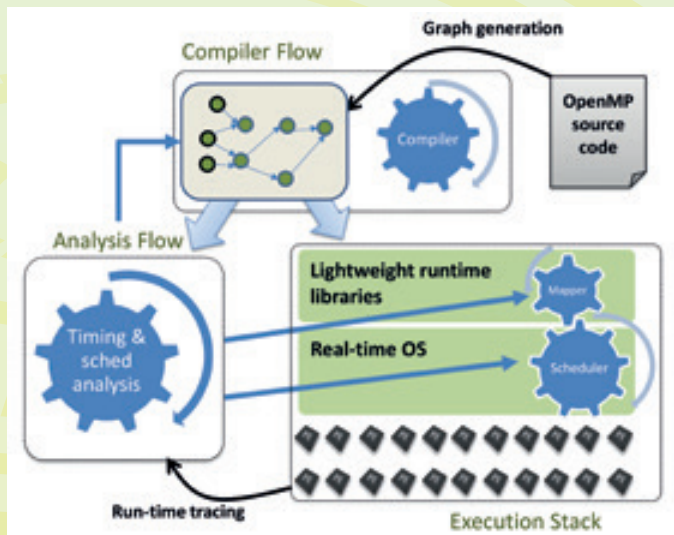 Graph generation
Compiler Flow
OpenMP
source
code
Compiler
Analysis Flow
Lightweight runtime
libraries
Mapper
Timing &
sched
analysis
Real-time OS
Scheduler
Run-time tracing
Execution Stack